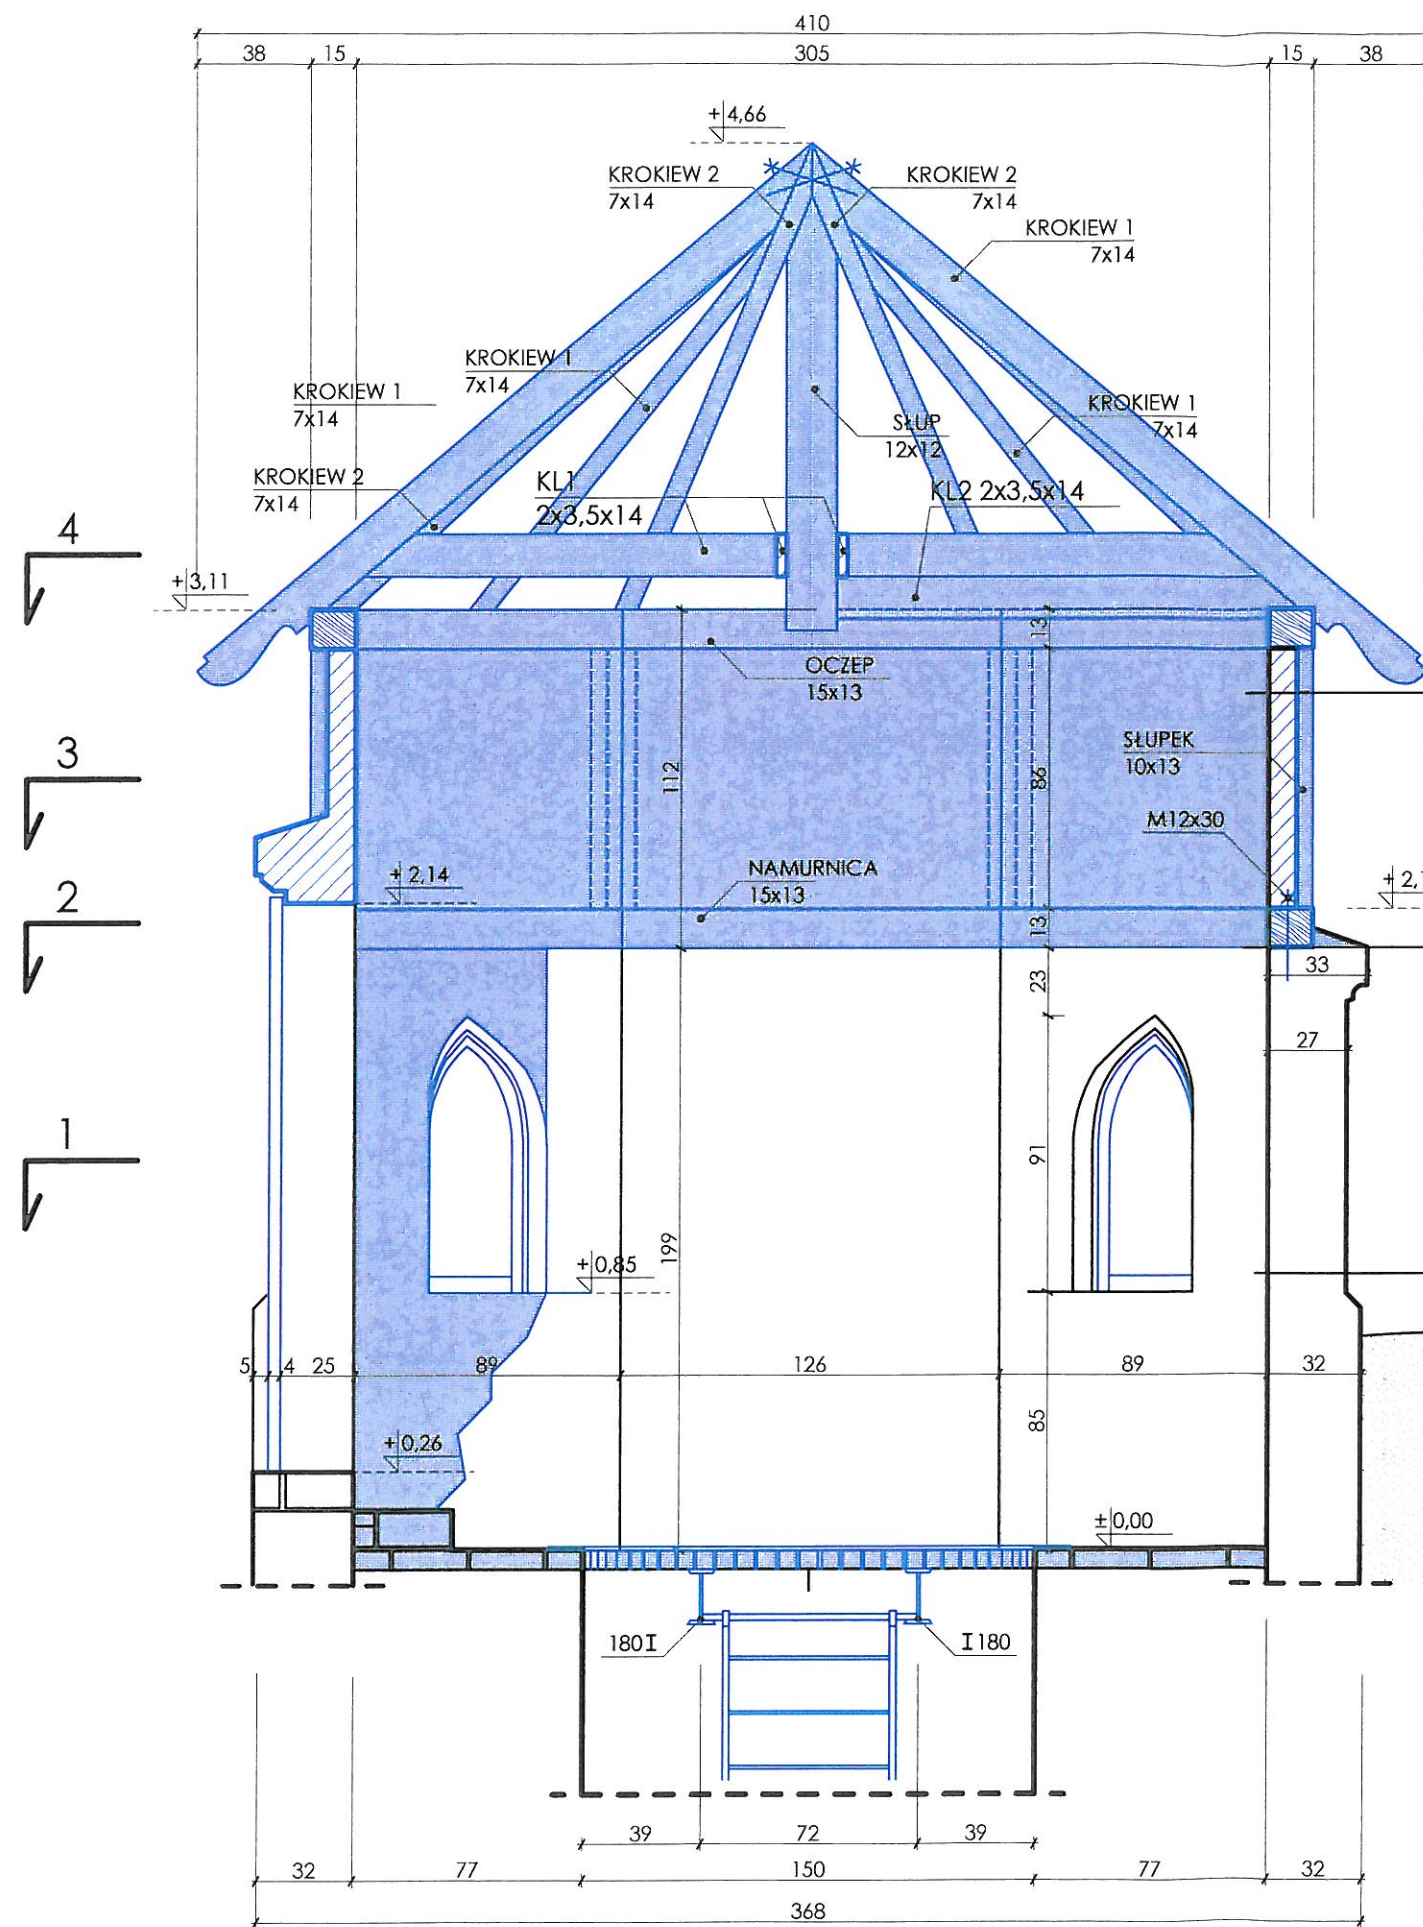 410
38 15 305 15 38
+4,66
KROKIEW 2
7x14
KROKIEW 2
7x14
KROKIEW 1
7x14
KROKIEW 1
7x14
KROKIEW 1
7x14
KROKIEW 1
7x14
SŁUP
12x12
KROKIEW 2
7x14
KL1
2x3,5x14
KL2 2x3,5x14
4
+3,11
13
OCZEP
15x13
3
112
86
SŁUPEK
10x13
M12x30
+2,14
NAMURNICA
15x13
2
13
33
23
27
1
91
199
+0,85
5 4 25 89 126 89 32
85
+0,26
±0,00
180I
I180
39 72 39
32 77 150 77 32
368